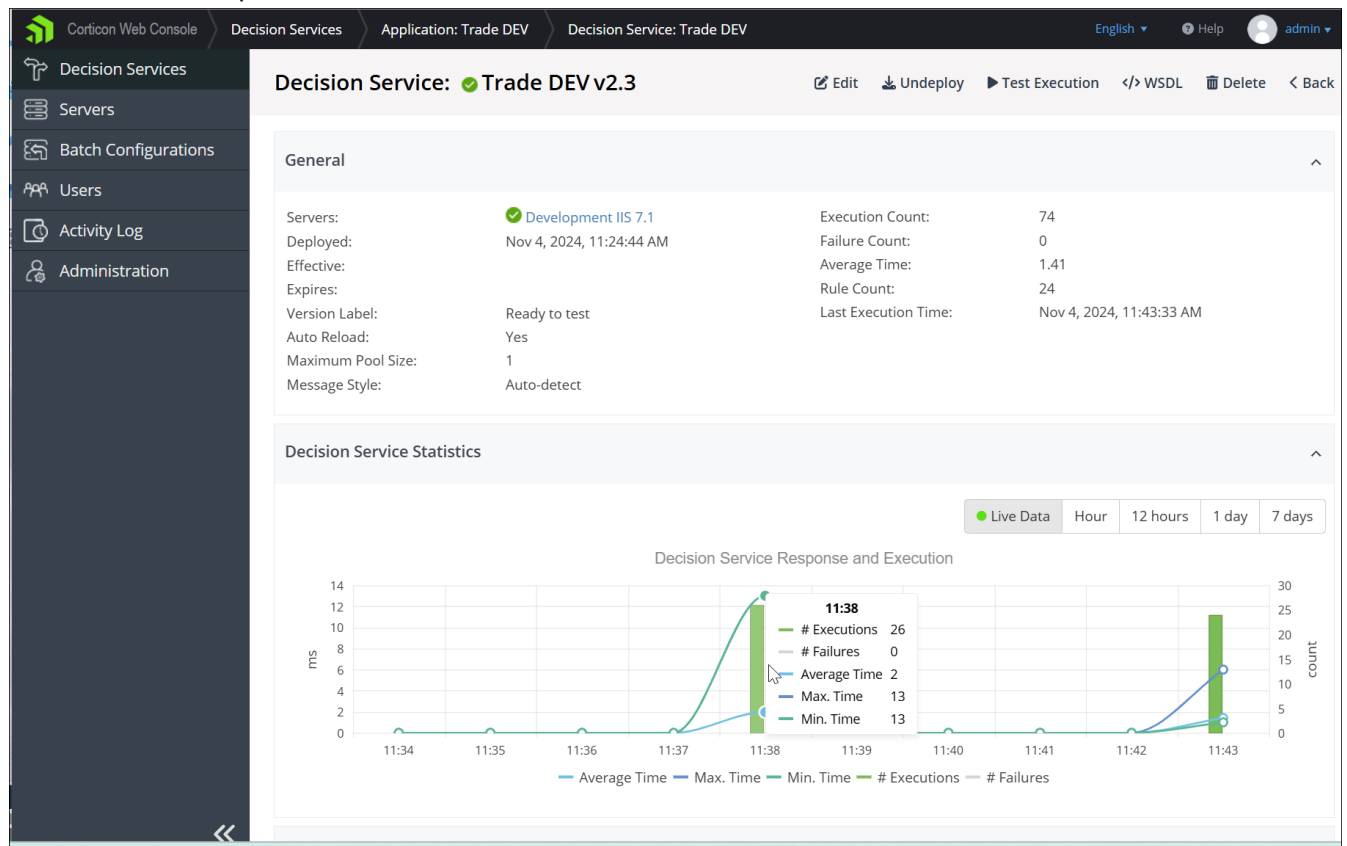 Corticon Web Console
Decision Services
Application: Trade DEV
Decision Service: Trade DEV
English
Help
admin
Decision Services
Servers
Batch Configurations
Users
Activity Log
Administration
Decision Service: Trade DEV v2.3
Edit
Undeploy
Test Execution
</> WSDL
Delete
Back
General
Servers: Development IIS 7.1
Deployed: Nov 4, 2024, 11:24:44 AM
Effective:
Expires:
Version Label: Ready to test
Auto Reload: Yes
Maximum Pool Size: 1
Message Style: Auto-detect
Execution Count: 74
Failure Count: 0
Average Time: 1.41
Rule Count: 24
Last Execution Time: Nov 4, 2024, 11:43:33 AM
Decision Service Statistics
Live Data
Hour
12 hours
1 day
7 days
Decision Service Response and Execution
14
12
10
8
6
4
2
0
ms
11:38
# Executions 26
# Failures 0
Average Time 2
Max. Time 13
Min. Time 13
30
25
20
15
10
5
0
count
11:34 11:35 11:36 11:37 11:38 11:39 11:40 11:41 11:42 11:43
Average Time Max. Time Min. Time # Executions # Failures